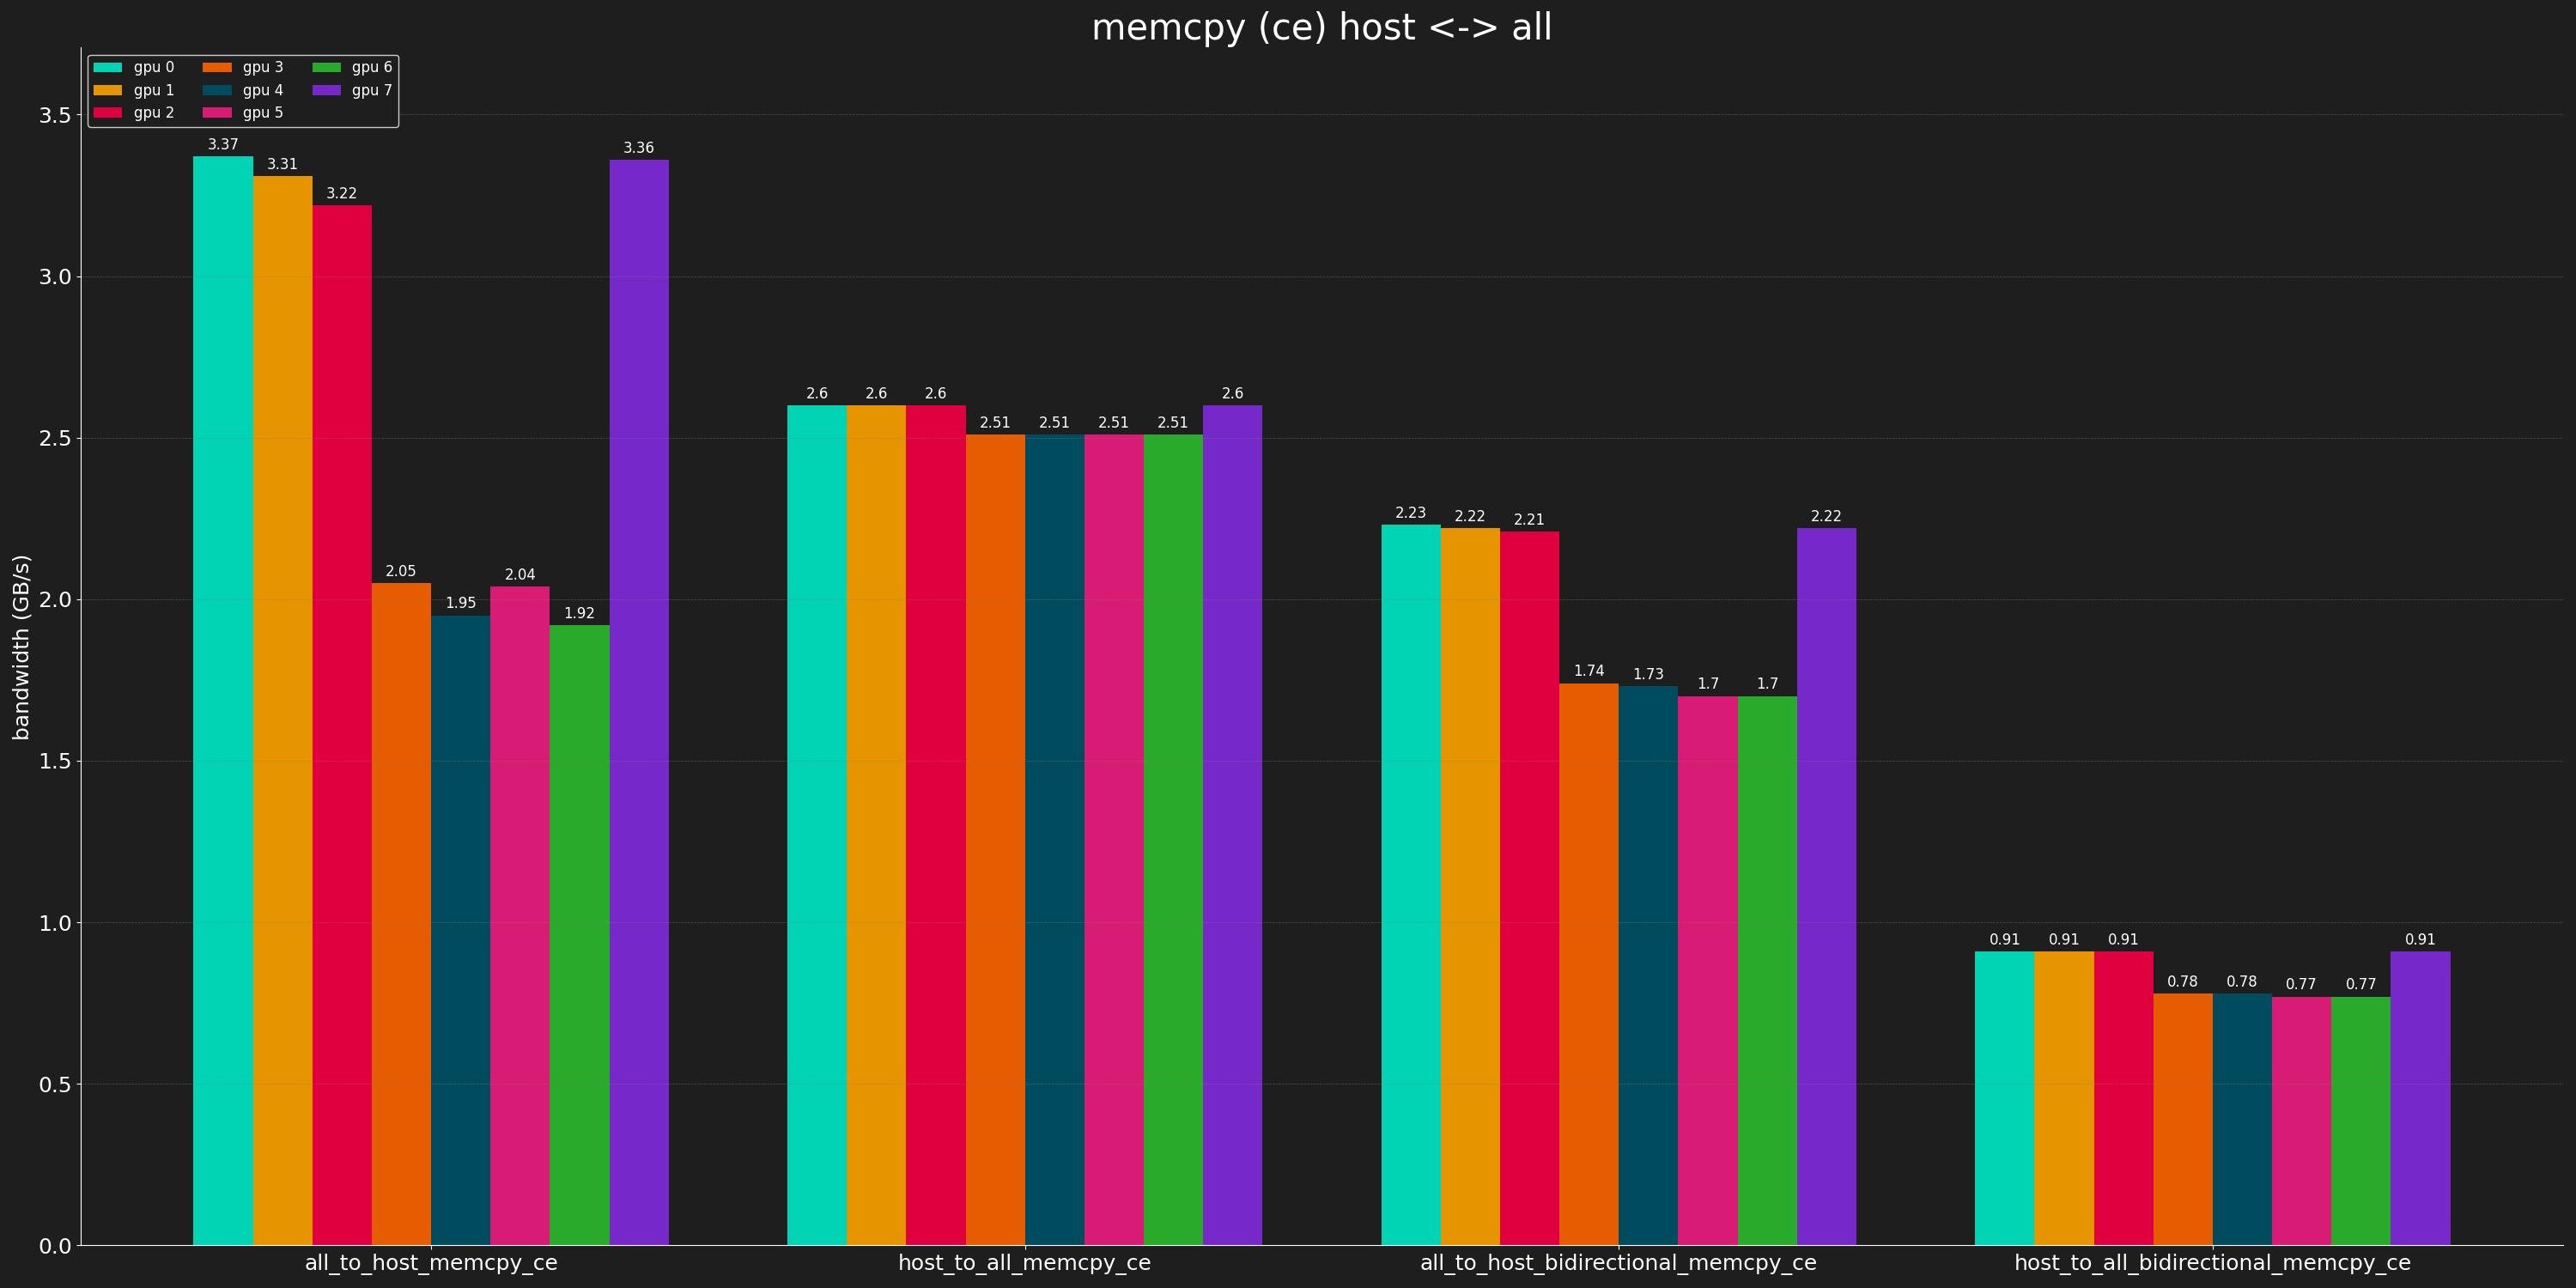 memcpy (ce) host <-> all
gpu 0
gpu 1
gpu 2
gpu 3
gpu 4
gpu 5
gpu 6
gpu 7
bandwidth (GB/s)
3.5
3.0
2.5
2.0
1.5
1.0
0.5
0.0
3.37
3.31
3.22
2.05
1.95
2.04
1.92
3.36
2.6
2.6
2.6
2.51
2.51
2.51
2.51
2.6
2.23
2.22
2.21
1.74
1.73
1.7
1.7
2.22
0.91
0.91
0.91
0.78
0.78
0.77
0.77
0.91
all_to_host_memcpy_ce
host_to_all_memcpy_ce
all_to_host_bidirectional_memcpy_ce
host_to_all_bidirectional_memcpy_ce